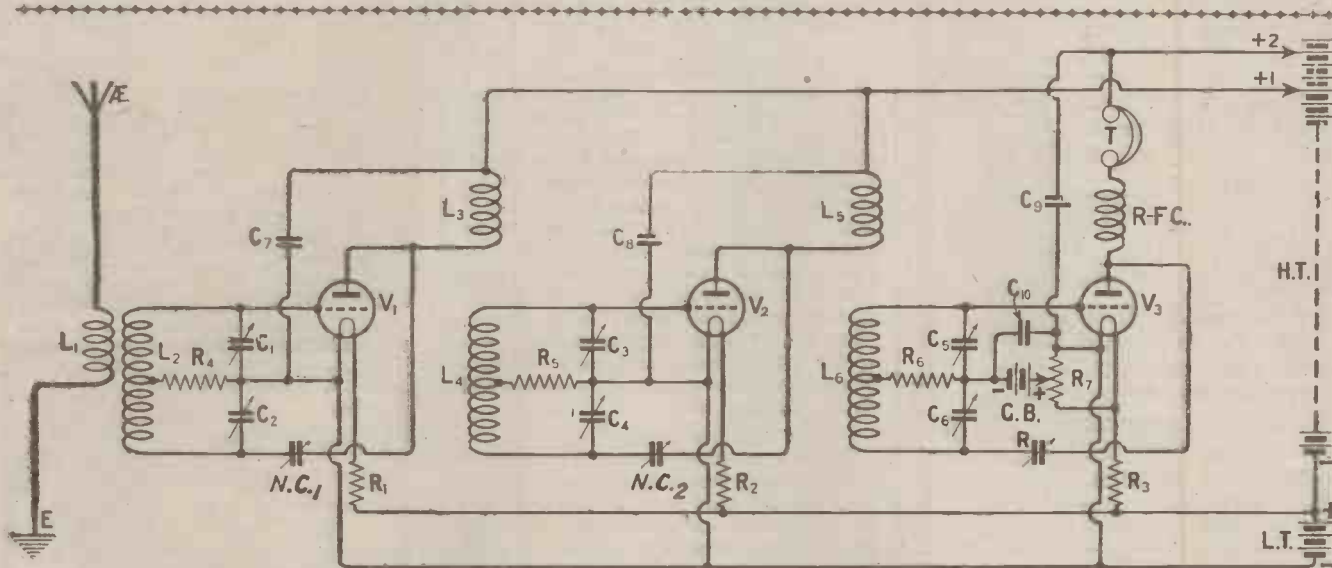 +2
+1
Æ
T
L₃
L₅
C₉
R-F.C..
C₇
C₈
H.T.
V₁
V₂
C₁₀
V₃
L₁
L₂
R₄
C₁
L₄
R₅
C₃
L₆
R₆
C₅
R₇
C₂
C₄
C₆
- +
C.B.
R
N.C.1
R₁
N.C.2
R₂
R₃
-
E
+
L.T.
-